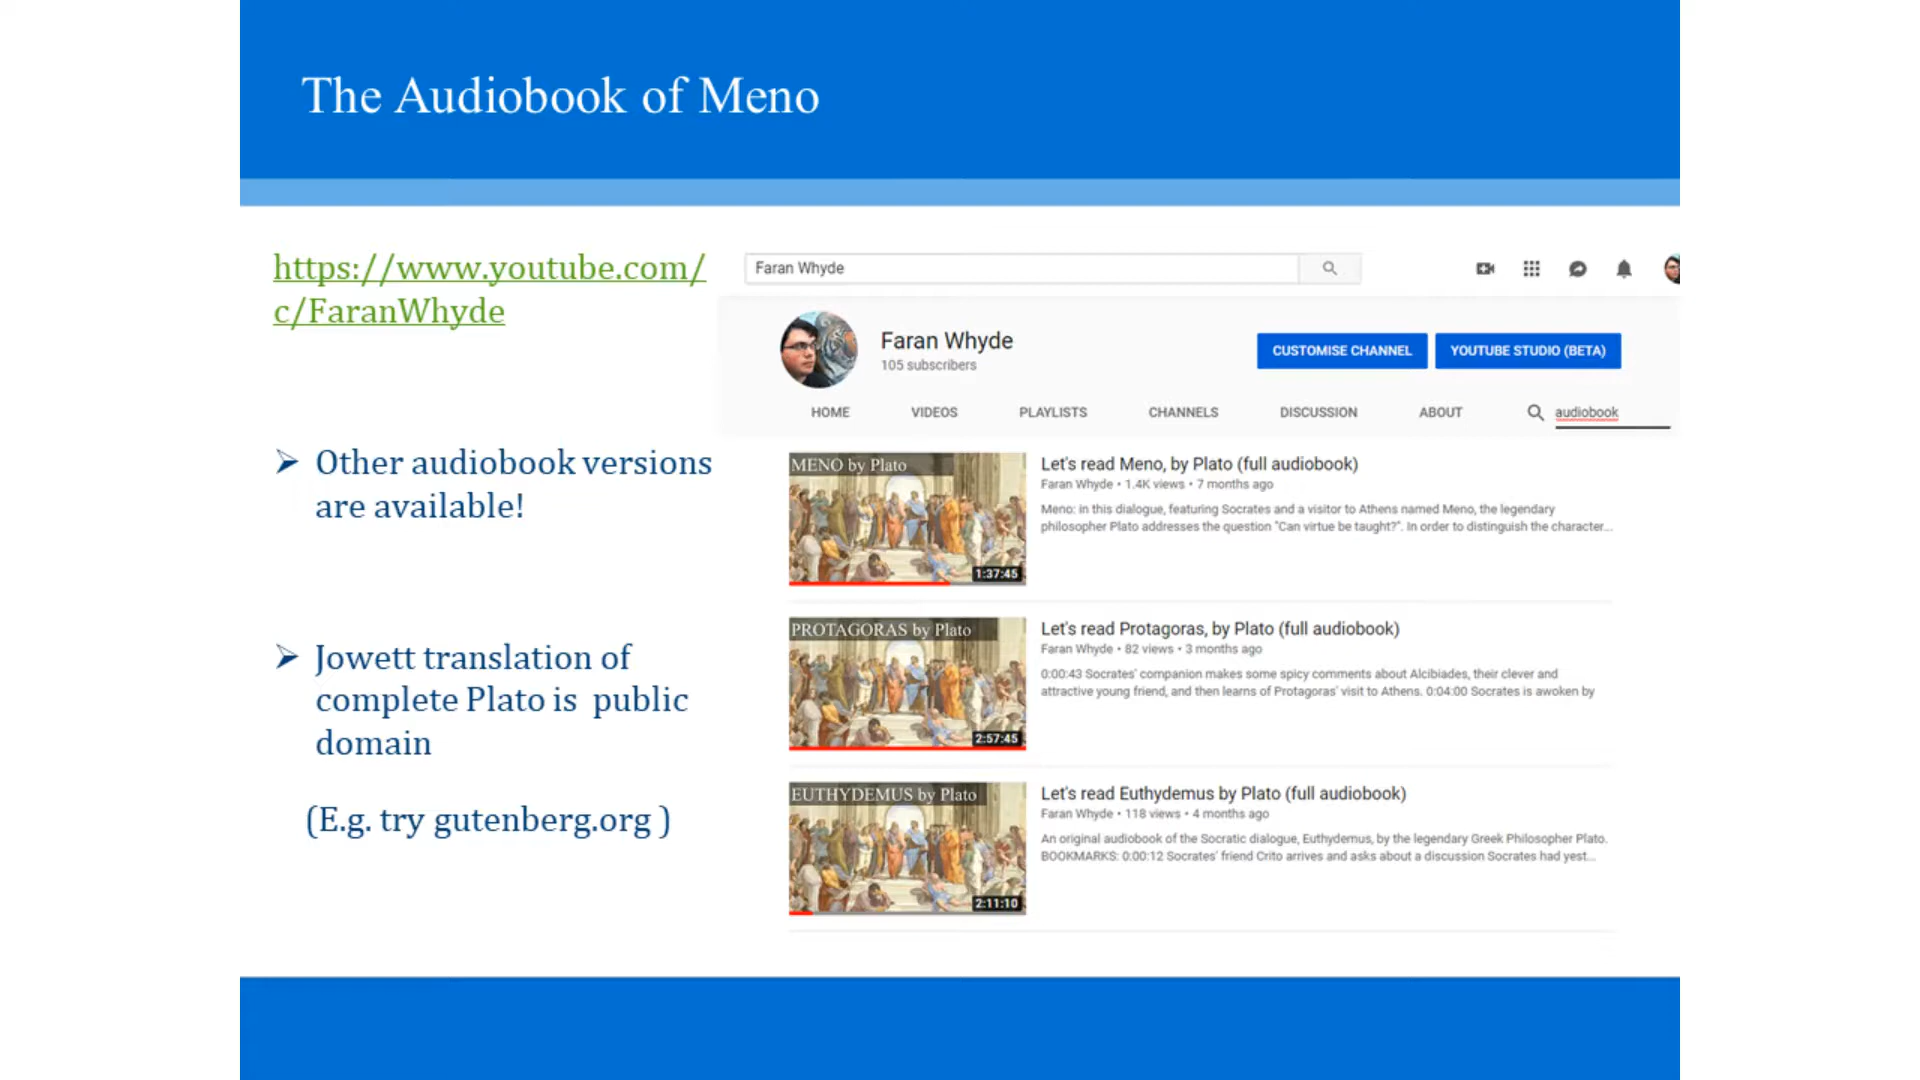 The Audiobook of Meno
https://www.youtube.com/
c/FaranWhyde
➢ Other audiobook versions
are available!
➢ Jowett translation of
complete Plato is  public
domain
(E.g. try gutenberg.org )
Faran Whyde
Faran Whyde
105 subscribers
CUSTOMISE CHANNEL
YOUTUBE STUDIO (BETA)
HOME VIDEOS PLAYLISTS CHANNELS DISCUSSION ABOUT audiobook
MENO by Plato
1:37:45
Let's read Meno, by Plato (full audiobook)
Faran Whyde • 1.4K views • 7 months ago
Meno: in this dialogue, featuring Socrates and a visitor to Athens named Meno, the legendary
philosopher Plato addresses the question "Can virtue be taught?". In order to distinguish the character...
PROTAGORAS by Plato
2:57:45
Let's read Protagoras, by Plato (full audiobook)
Faran Whyde • 82 views • 3 months ago
0:00:43 Socrates' companion makes some spicy comments about Alcibiades, their clever and
attractive young friend, and then learns of Protagoras' visit to Athens. 0:04:00 Socrates is awoken by
EUTHYDEMUS by Plato
2:11:10
Let's read Euthydemus by Plato (full audiobook)
Faran Whyde • 118 views • 4 months ago
An original audiobook of the Socratic dialogue, Euthydemus, by the legendary Greek Philosopher Plato.
BOOKMARKS: 0:00:12 Socrates' friend Crito arrives and asks about a discussion Socrates had yest...